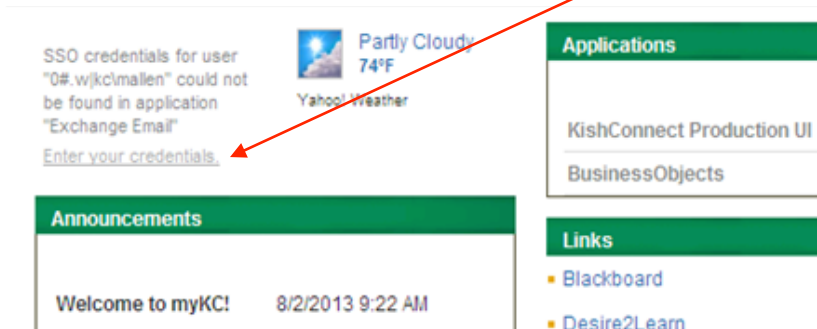 SSO credentials for user
"0#.w|kc\mallen" could not
be found in application
"Exchange Email"
Enter your credentials.
Partly Cloudy
74°F
Yahoo! Weather
Applications
KishConnect Production UI
BusinessObjects
Announcements
Welcome to myKC! 8/2/2013 9:22 AM
Links
Blackboard
Desire2Learn